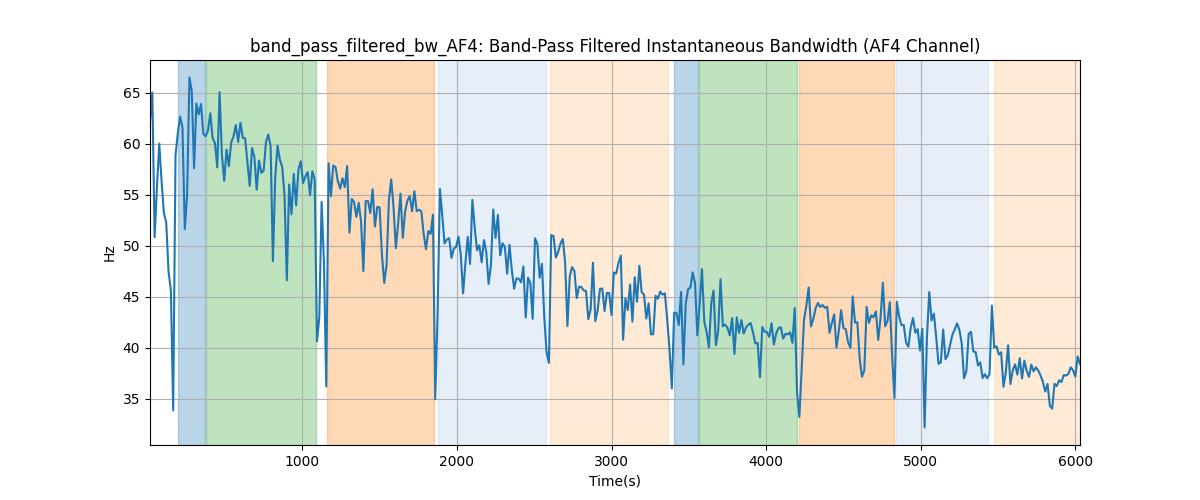 band_pass_filtered_bw_AF4: Band-Pass Filtered Instantaneous Bandwidth (AF4 Channel)
65
60
55
50
45
40
35
Hz
1000 2000 3000 4000 5000 6000
Time(s)